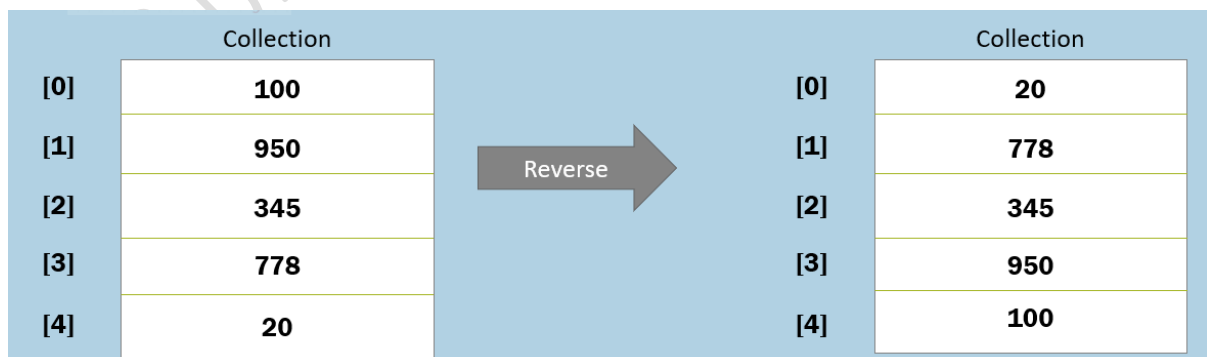 Collection Collection
[0] 100 [0] 20
[1] 950 [1] 778
Reverse
[2] 345 [2] 345
[3] 778 [3] 950
[4] 20 [4] 100